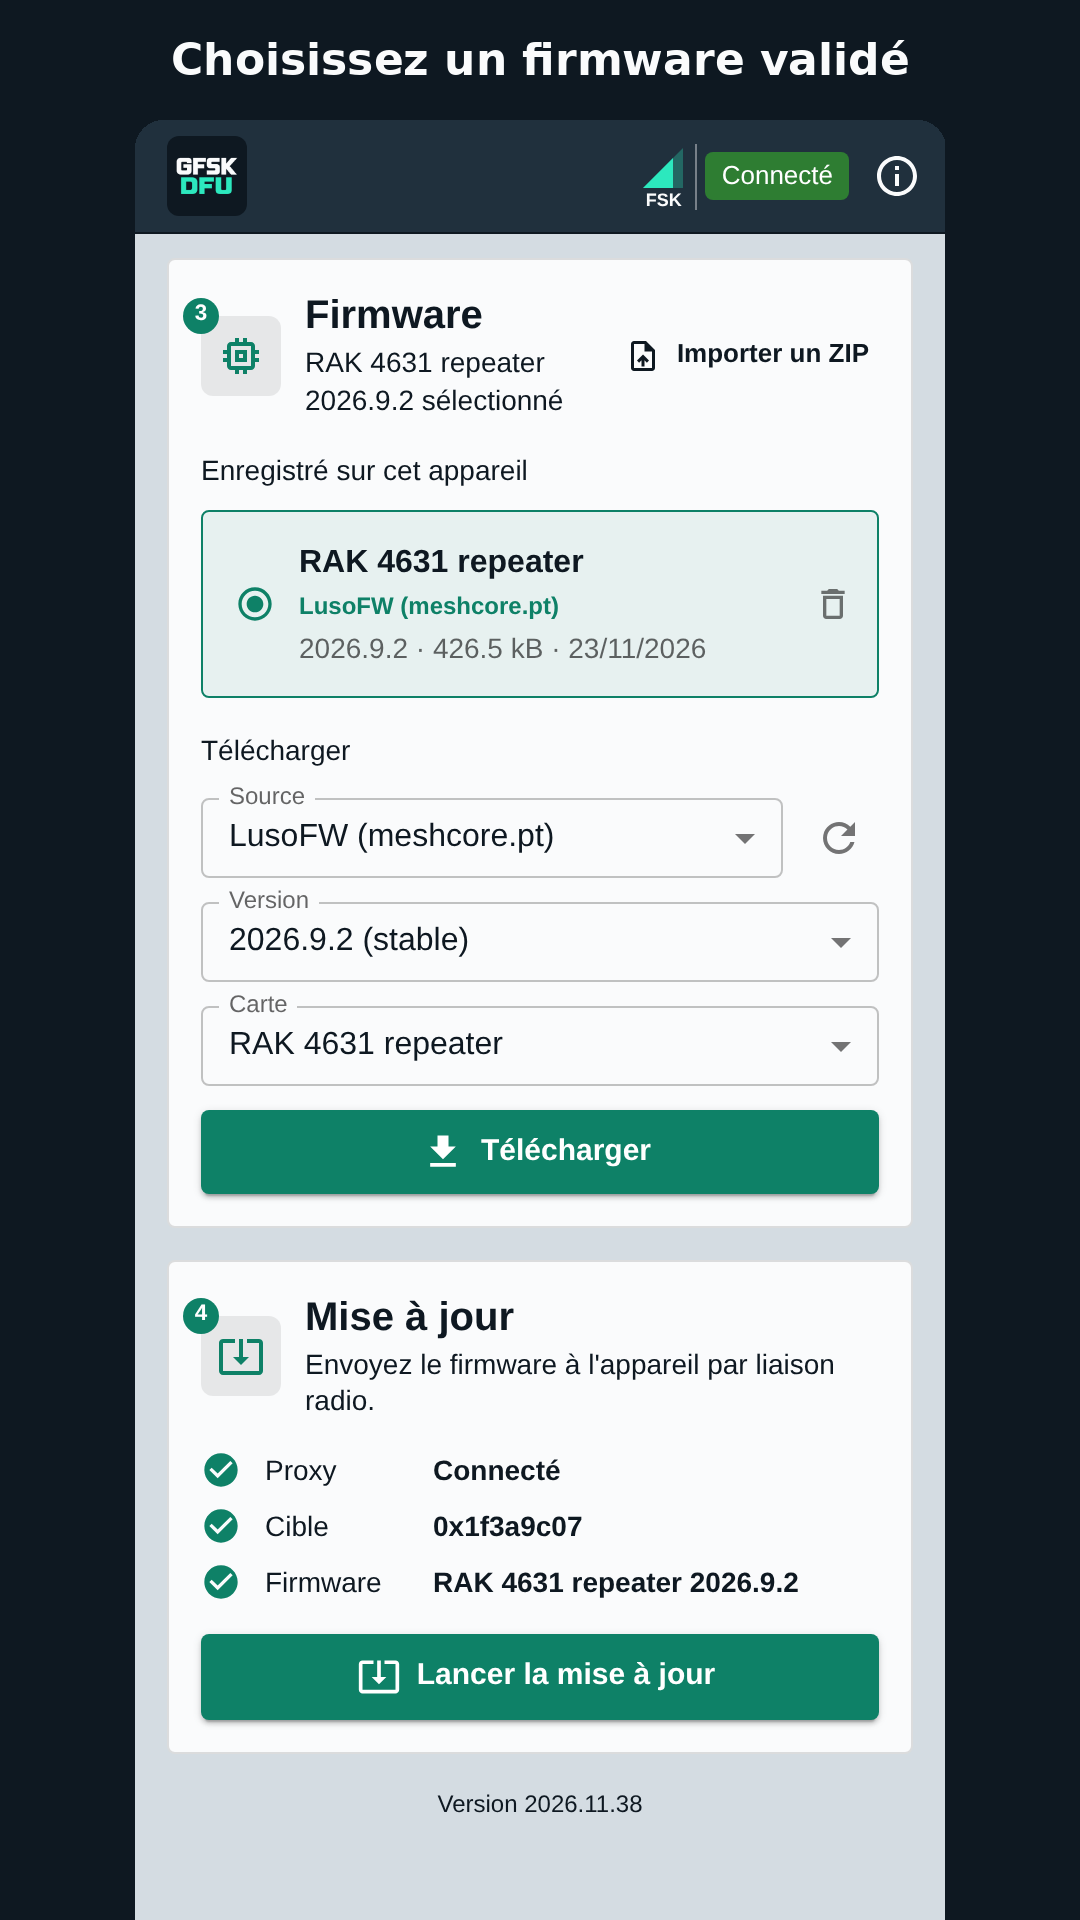 Choisissez un firmware validé
GFSK
DFU
FSK
Connecté
3
Firmware
RAK 4631 repeater
2026.9.2 sélectionné
Importer un ZIP
Enregistré sur cet appareil
RAK 4631 repeater
LusoFW (meshcore.pt)
2026.9.2 · 426.5 kB · 23/11/2026
Télécharger
Source
LusoFW (meshcore.pt)
Version
2026.9.2 (stable)
Carte
RAK 4631 repeater
Télécharger
4
Mise à jour
Envoyez le firmware à l'appareil par liaison
radio.
Proxy Connecté
Cible 0x1f3a9c07
Firmware RAK 4631 repeater 2026.9.2
Lancer la mise à jour
Version 2026.11.38